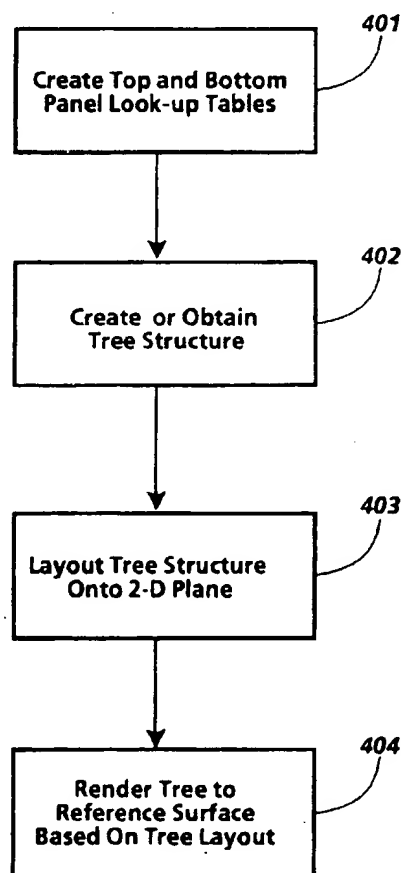 401
Create Top and Bottom
Panel Look-up Tables
402
Create or Obtain
Tree Structure
403
Layout Tree Structure
Onto 2-D Plane
404
Render Tree to
Reference Surface
Based On Tree Layout